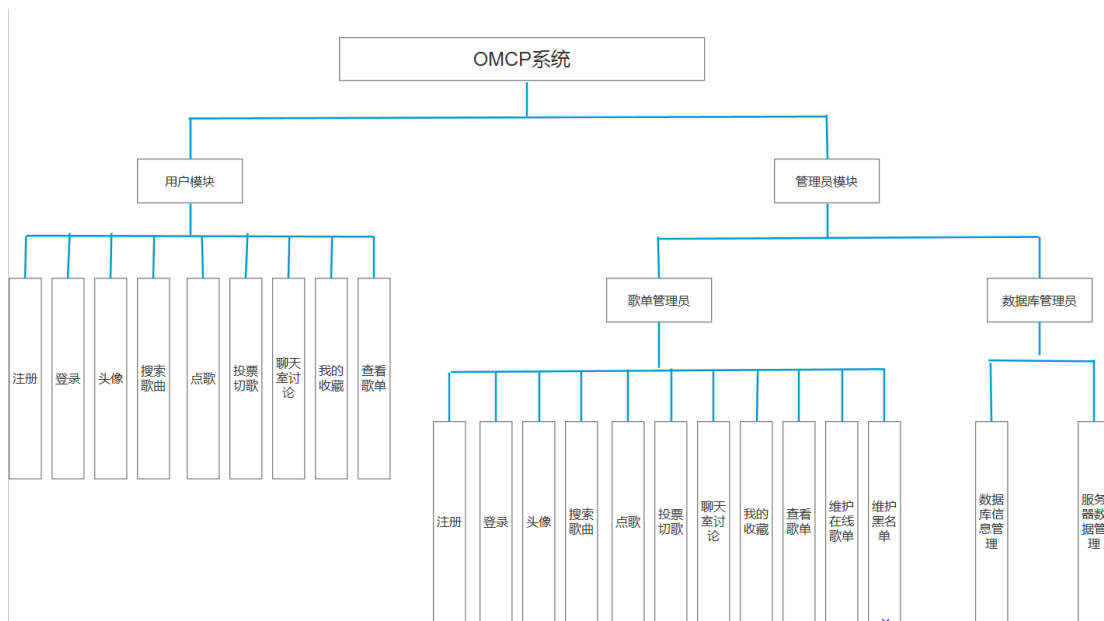 OMCP系统
用户模块
管理员模块
歌单管理员
数据库管理员
注册
登录
头像
搜索
歌曲
点歌
投票
切歌
聊天
室讨
论
我的
收藏
查看
歌单
注册
登录
头像
搜索
歌曲
点歌
投票
切歌
聊天
室讨
论
我的
收藏
查看
歌单
维护
在线
歌单
维护
黑名
单
数据
库信
息管
理
服务
器数
据管
理